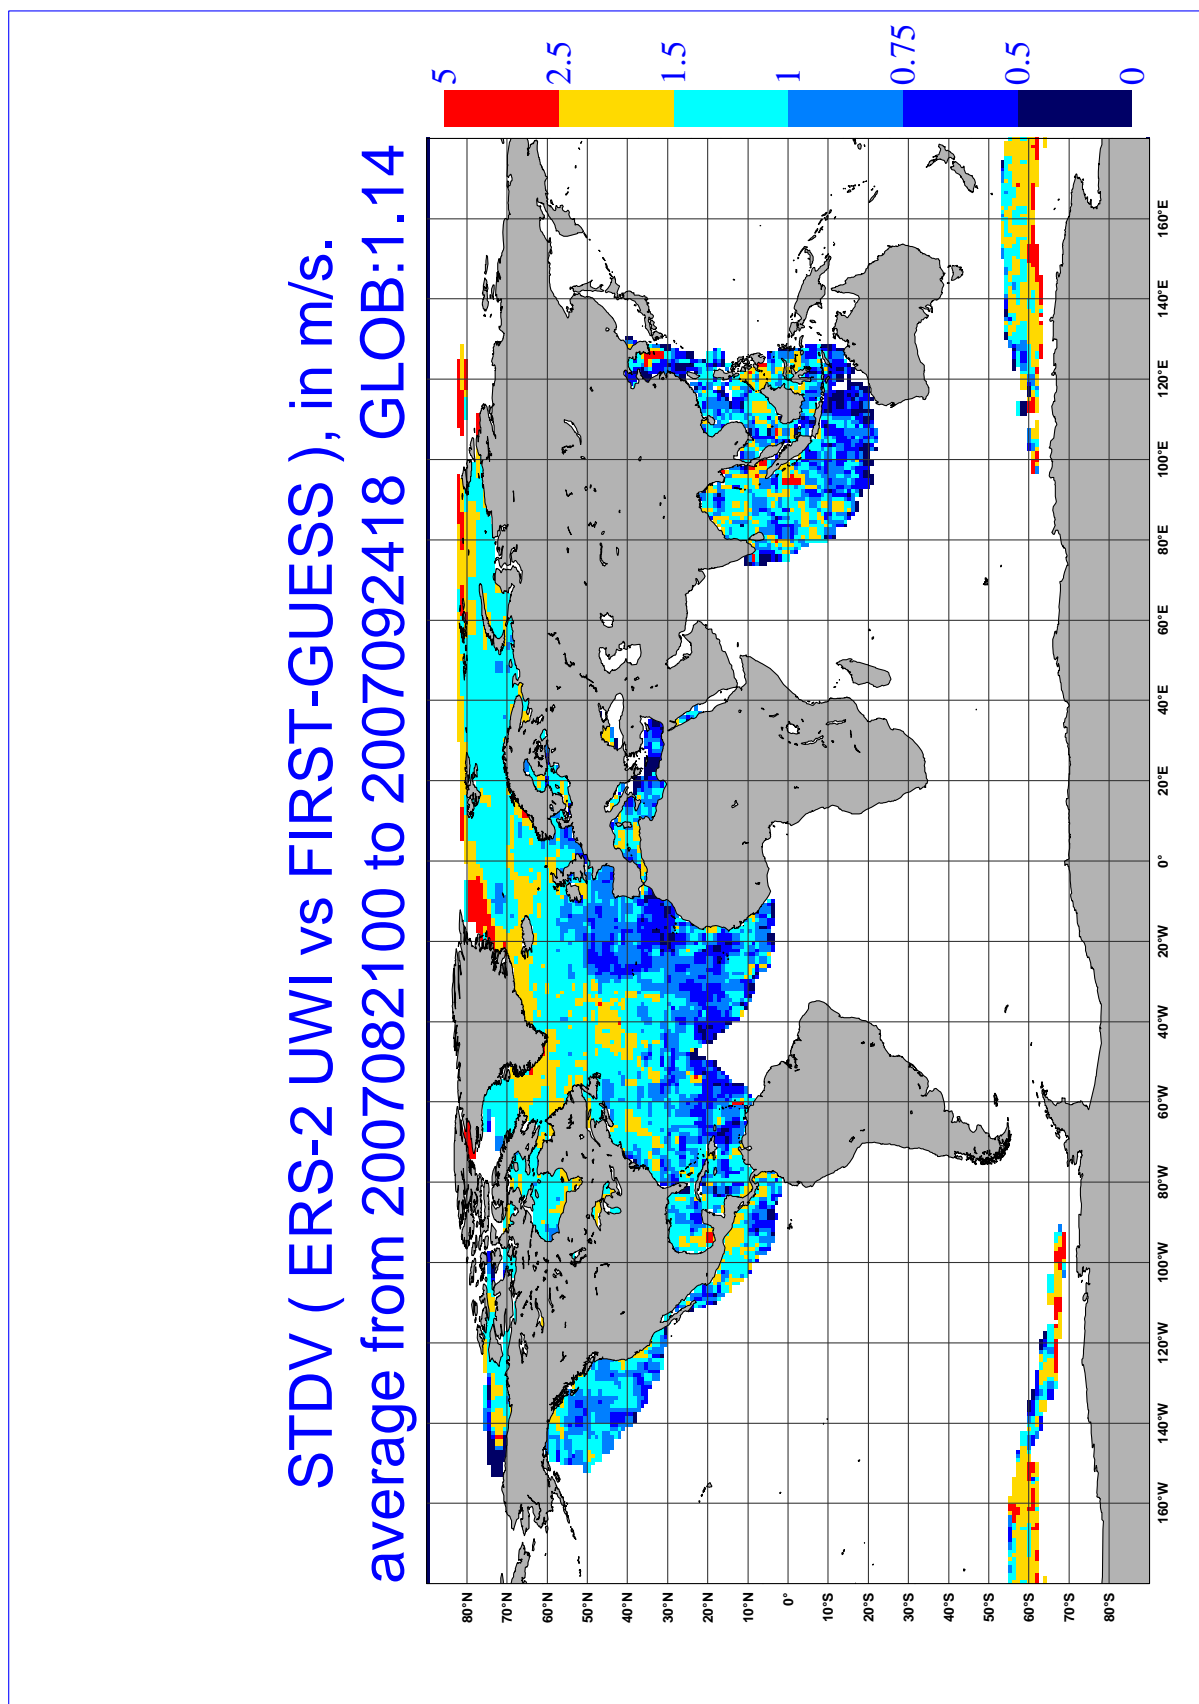 STDV ( ERS-2 UWI vs FIRST-GUESS ), in m/s.
average from 2007082100 to 2007092418 GLOB:1.14
0 0.5 0.75 1 1.5 2.5 5
80°N
70°N
60°N
50°N
40°N
30°N
20°N
10°N
0°
10°S
20°S
30°S
40°S
50°S
60°S
70°S
80°S
160°W 140°W 120°W 100°W 80°W 60°W 40°W 20°W 0° 20°E 40°E 60°E 80°E 100°E 120°E 140°E 160°E